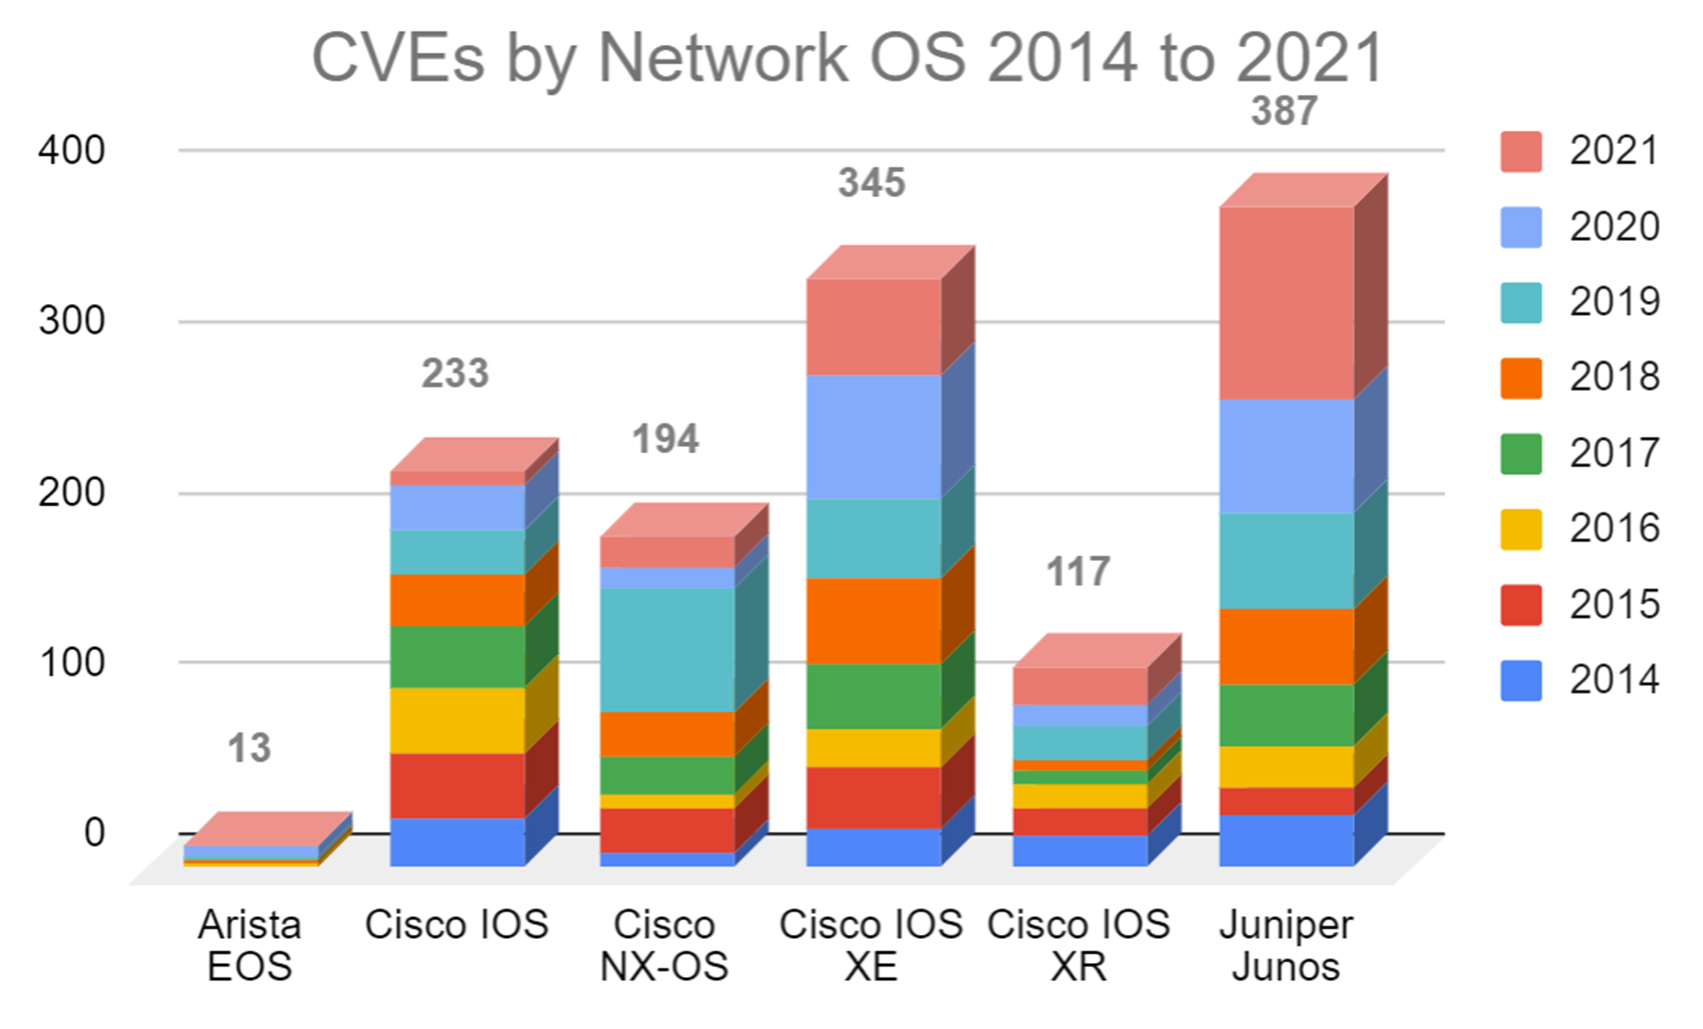 CVEs by Network OS 2014 to 2021
387
400
345
300
233
194
200
117
100
13
0
2021
2020
2019
2018
2017
2016
2015
2014
Arista
EOS
Cisco IOS
Cisco
NX-OS
Cisco IOS
XE
Cisco IOS
XR
Juniper
Junos